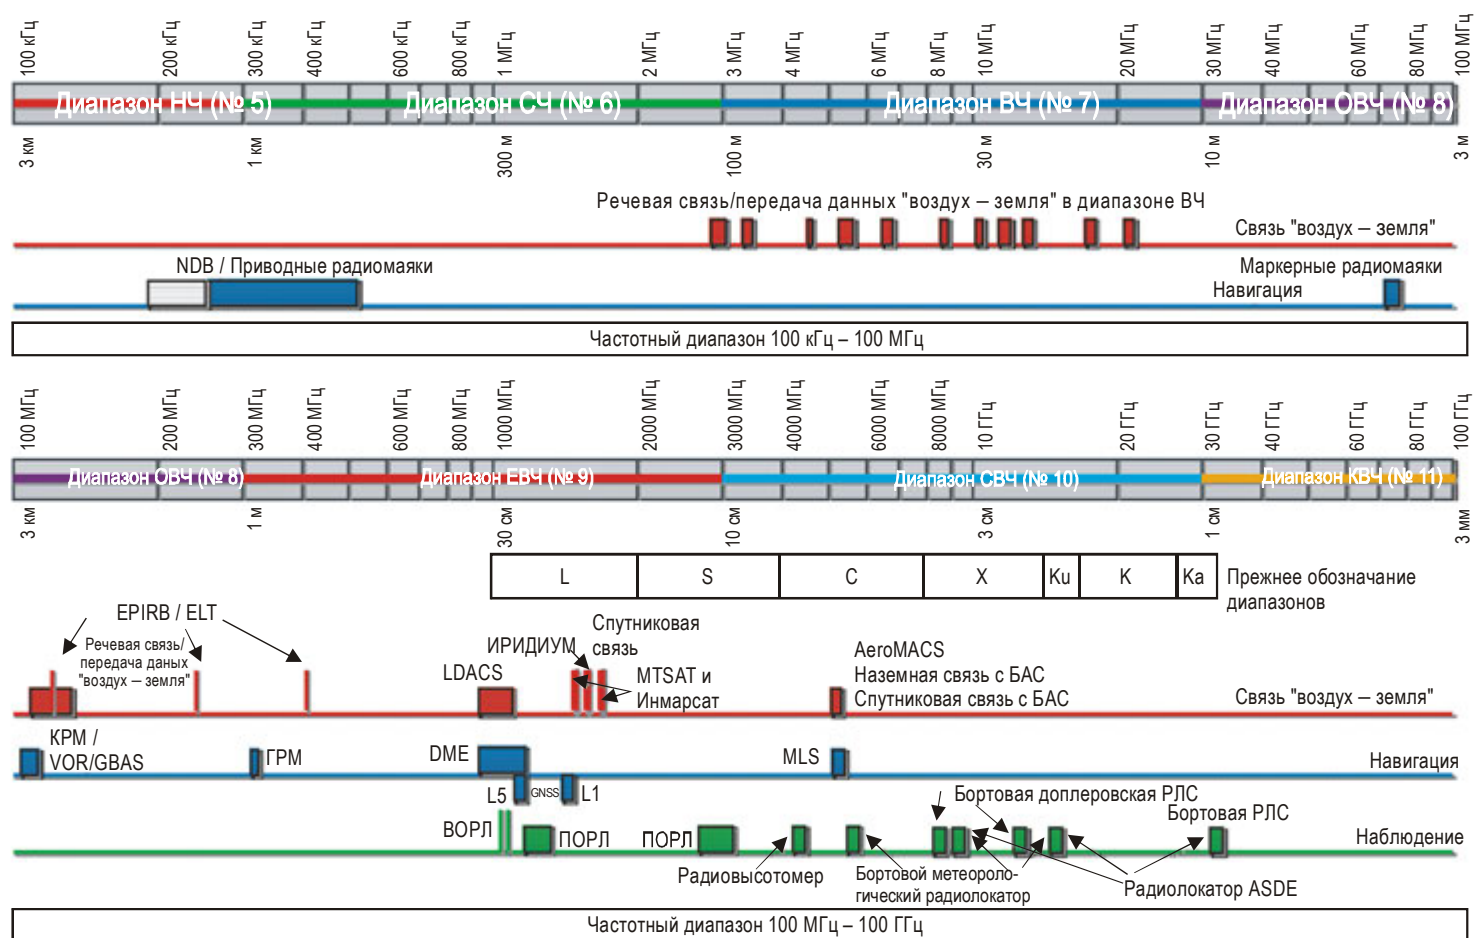 100 кГц
200 кГц
300 кГц
400 кГц
600 кГц
800 кГц
1 МГц
2 МГц
3 МГц
4 МГц
6 МГц
8 МГц
10 МГц
20 МГц
30 МГц
40 МГц
60 МГц
80 МГц
100 МГц
Диапазон НЧ (№ 5)
Диапазон СЧ (№ 6)
Диапазон ВЧ (№ 7)
Диапазон ОВЧ (№ 8)
3 км
1 км
300 м
100 м
30 м
10 м
3 м
Речевая связь/передача данных "воздух – земля" в диапазоне ВЧ
Связь "воздух – земля"
NDB / Приводные радиомаяки
Маркерные радиомаяки
Навигация
Частотный диапазон 100 кГц – 100 МГц
100 МГц
200 МГц
300 МГц
400 МГц
600 МГц
800 МГц
1000 МГц
2000 МГц
3000 МГц
4000 МГц
6000 МГц
8000 МГц
10 ГГц
20 ГГц
30 ГГц
40 ГГц
60 ГГц
80 ГГц
100 ГГц
Диапазон ОВЧ (№ 8)
Диапазон ЕВЧ (№ 9)
Диапазон СВЧ (№ 10)
Диапазон КВЧ (№ 11)
3 км
1 м
30 см
10 см
3 см
1 см
3 мм
L
S
C
X
Ku
K
Ka
Прежнее обозначание
диапазонов
EPIRB / ELT
Речевая связь/
передача даных
"воздух – земля"
LDACS
ИРИДИУМ
Спутниковая
связь
MTSAT и
Инмарсат
AeroMACS
Наземная связь с БАС
Спутниковая связь с БАС
Связь "воздух – земля"
КРМ /
VOR/GBAS
ГРМ
DME
MLS
Навигация
L5
GNSS
L1
ВОРЛ
ПОРЛ
ПОРЛ
Бортовая доплеровская РЛС
Бортовая РЛС
Наблюдение
Радиовысотомер
Бортовой метеороло-
гический радиолокатор
Радиолокатор ASDE
Частотный диапазон 100 МГц – 100 ГГц